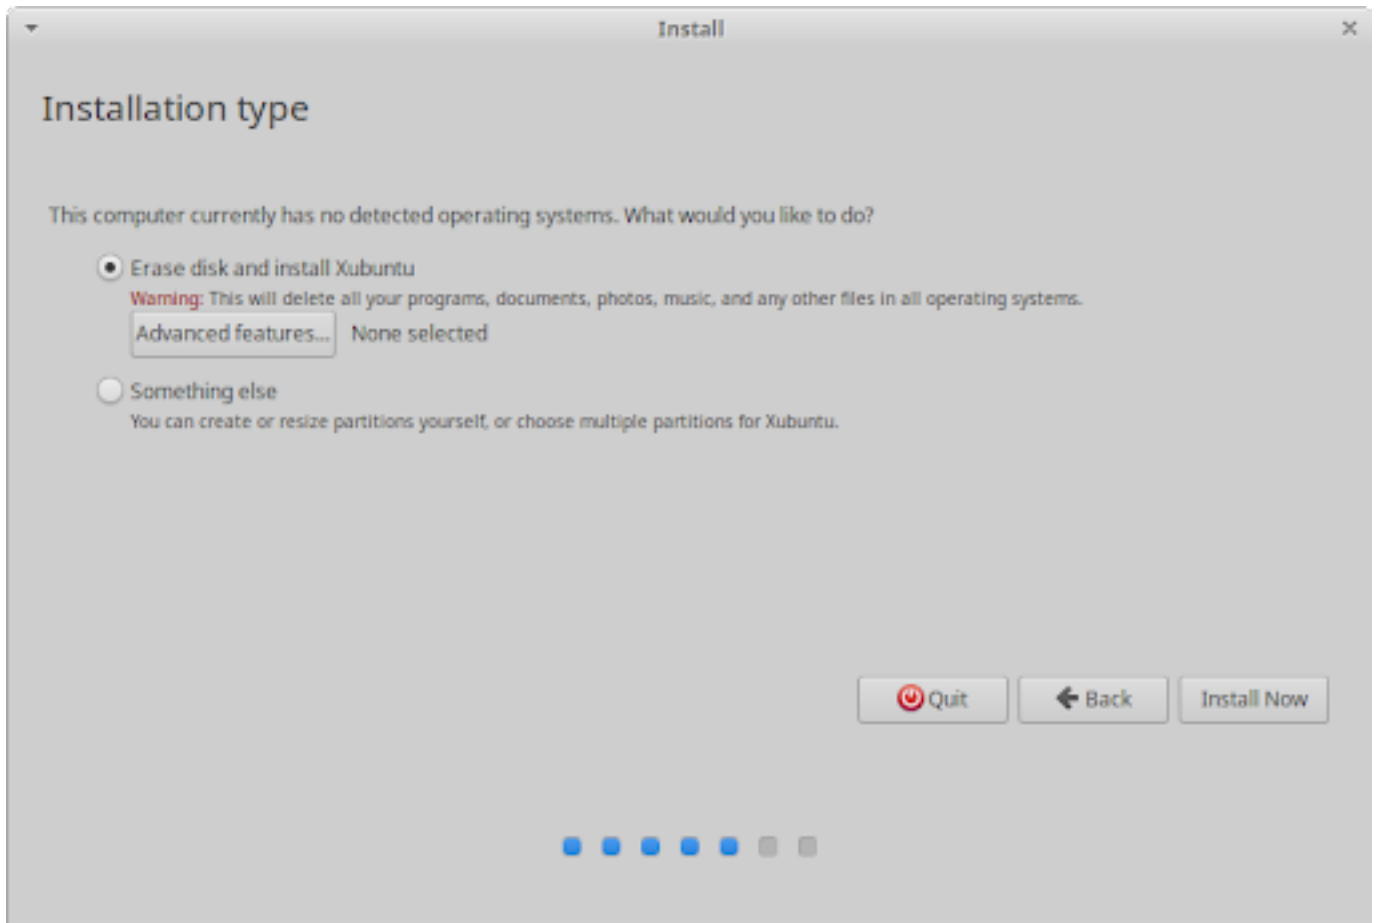 Install
Installation type
This computer currently has no detected operating systems. What would you like to do?
Erase disk and install Xubuntu
Warning: This will delete all your programs, documents, photos, music, and any other files in all operating systems.
Advanced features... None selected
Something else
You can create or resize partitions yourself, or choose multiple partitions for Xubuntu.
Quit Back Install Now